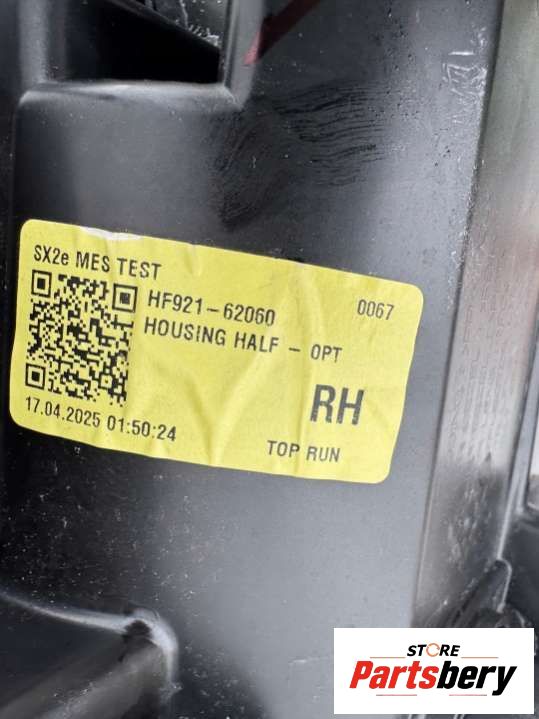 SX2e MES TEST
HF921-62060 0067
HOUSING HALF - OPT
RH
17.04.2025 01:50:24
TOP RUN
STORE
Partsbery